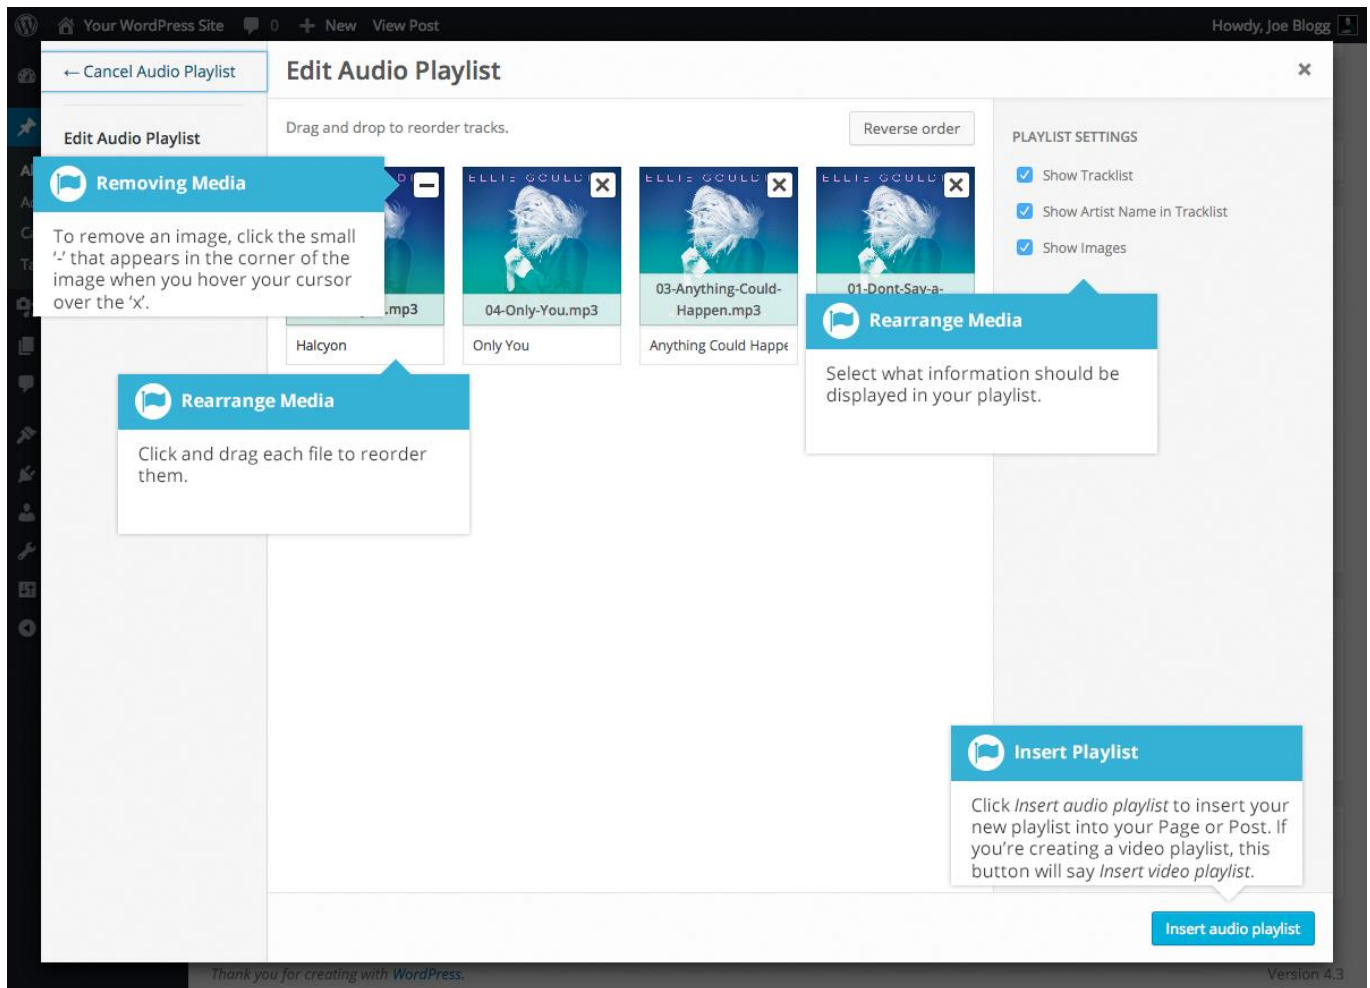 Your WordPress Site
0
New
View Post
Howdy, Joe Blogg
← Cancel Audio Playlist
Edit Audio Playlist
Edit Audio Playlist
Drag and drop to reorder tracks.
Reverse order
Removing Media
To remove an image, click the small
‘-’ that appears in the corner of the
image when you hover your cursor
over the ‘x’.
.mp3
Halcyon
ELLIE GOULD
04-Only-You.mp3
Only You
ELLIE GOULD
03-Anything-Could-
Happen.mp3
Anything Could Happe
ELLIE GOULD
01-Dont-Say-a-
PLAYLIST SETTINGS
Show Tracklist
Show Artist Name in Tracklist
Show Images
Rearrange Media
Select what information should be
displayed in your playlist.
Rearrange Media
Click and drag each file to reorder
them.
Insert Playlist
Click Insert audio playlist to insert your
new playlist into your Page or Post. If
you’re creating a video playlist, this
button will say Insert video playlist.
Insert audio playlist
Thank you for creating with WordPress.
Version 4.3